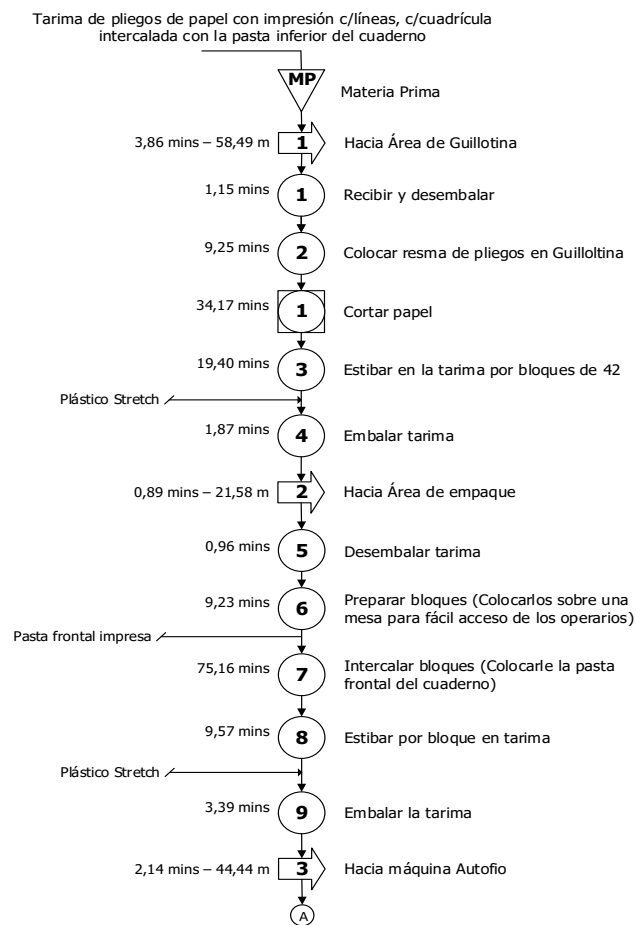 Tarima de pliegos de papel con impresión c/líneas, c/cuadrícula
intercalada con la pasta inferior del cuaderno
MP
Materia Prima
3,86 mins – 58,49 m 1 Hacia Área de Guillotina
1,15 mins 1 Recibir y desembalar
9,25 mins 2 Colocar resma de pliegos en Guilloltina
34,17 mins 1 Cortar papel
19,40 mins 3 Estibar en la tarima por bloques de 42
Plástico Stretch
1,87 mins 4 Embalar tarima
0,89 mins – 21,58 m 2 Hacia Área de empaque
0,96 mins 5 Desembalar tarima
9,23 mins 6 Preparar bloques (Colocarlos sobre una
mesa para fácil acceso de los operarios)
Pasta frontal impresa
75,16 mins 7 Intercalar bloques (Colocarle la pasta
frontal del cuaderno)
9,57 mins 8 Estibar por bloque en tarima
Plástico Stretch
3,39 mins 9 Embalar la tarima
2,14 mins – 44,44 m 3 Hacia máquina Autofio
A